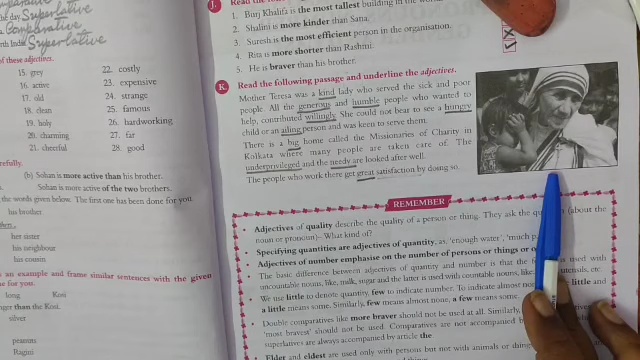 Comparative
the day Superlative
Comparative
North India Superlative
of these adjectives.
15. grey
16. active
17. old
18. clean
19. holy
20. charming
21. cheerful
22. costly
23. expensive
24. strange
25. famous
26. hardworking
27. far
28. good
(b) Sohan is more active than his brother.
Sohan is more active of the two brothers.
the words given below. The first one has been done for you.
his brother
her sister
his neighbour
his cousin
an example and frame similar sentences with the given
one for you.
long Kosi
longer than the Kosi.
silver
peanuts
Ragini
J.
1. Burj Khalifa is the most tallest building in the
2. Shalini is more kinder than Sana.
3. Suresh is the most efficient person in the organisation.
4. Rita is more shorter than Rashmi.
5. He is braver than his brother.
K. Read the following passage and underline the adjectives.
Mother Teresa was a kind lady who served the sick and poor
people. All the generous and humble people who wanted to
help, contributed willingly. She could not bear to see a hungry
child or an ailing person and was keen to serve them.
There is a big home called the Missionaries of Charity in
Kolkata where many people are taken care of. The
underprivileged and the needy are looked after well.
The people who work there get great satisfaction by doing so.
REMEMBER
• Adjectives of quality describe the quality of a person or thing. They ask the (about the
noun or pronoun)– What kind of?
• Specifying quantities are adjectives of quantity, as, 'enough water', 'much
• Adjectives of number emphasise on the number of persons or things or
The basic difference between adjectives of quantity and number is that the used with
uncountable nouns, like, milk, sugar and the latter is used with countable nouns, utensils, etc
• We use little to denote quantity, few to indicate number. To indicate almost little and
a little means some. Similarly, few means almost none, a few means some.
• Double comparatives like more braver should not be used at all. Similarly,
'most bravest' should not be used. Comparatives are not accompanied
superlative are always accompanied by article the
• Elder and eldest are used only with persons but not with animals or things.